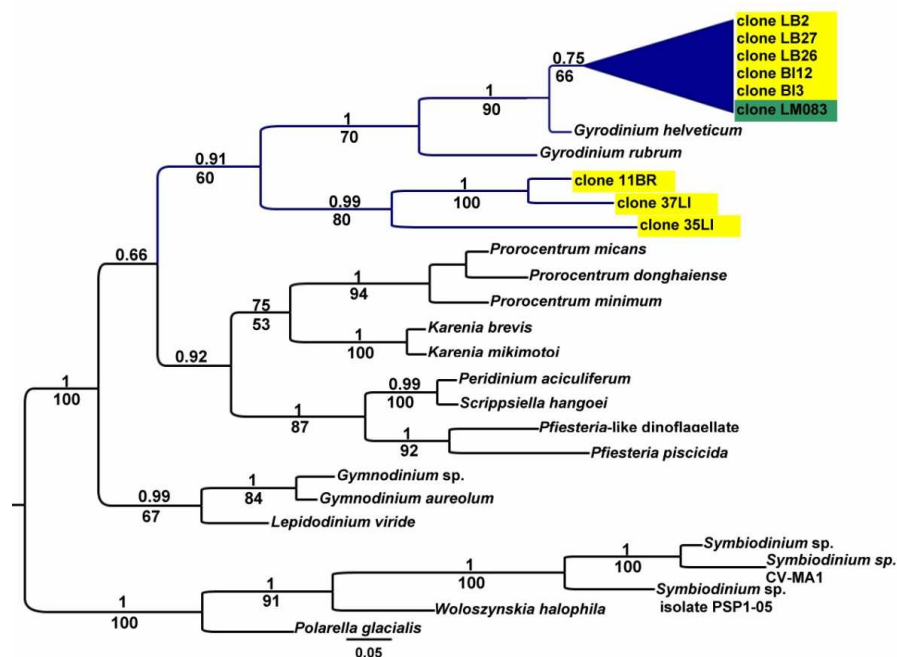 clone LB2
clone LB27
clone LB26
clone BI12
clone BI3
clone LM083
0.75
66
1
90
Gyrodinium helveticum
1
70
Gyrodinium rubrum
0.91
60
clone 11BR
1
100
clone 37LI
0.99
80
clone 35LI
0.66
Prorocentrum micans
Prorocentrum donghaiense
1
94
Prorocentrum minimum
75
53
Karenia brevis
1
100
Karenia mikimotoi
0.92
Peridinium aciculiferum
0.99
100
Scrippsiella hangoei
1
87
Pfiesteria-like dinoflagellate
1
92
Pfiesteria piscicida
1
100
Gymnodinium sp.
1
84
Gymnodinium aureolum
0.99
67
Lepidodinium viride
Symbiodinium sp.
1
100
Symbiodinium sp.
CV-MA1
1
100
Symbiodinium sp.
isolate PSP1-05
1
91
Woloszynskia halophila
1
100
Polarella glacialis
0.05